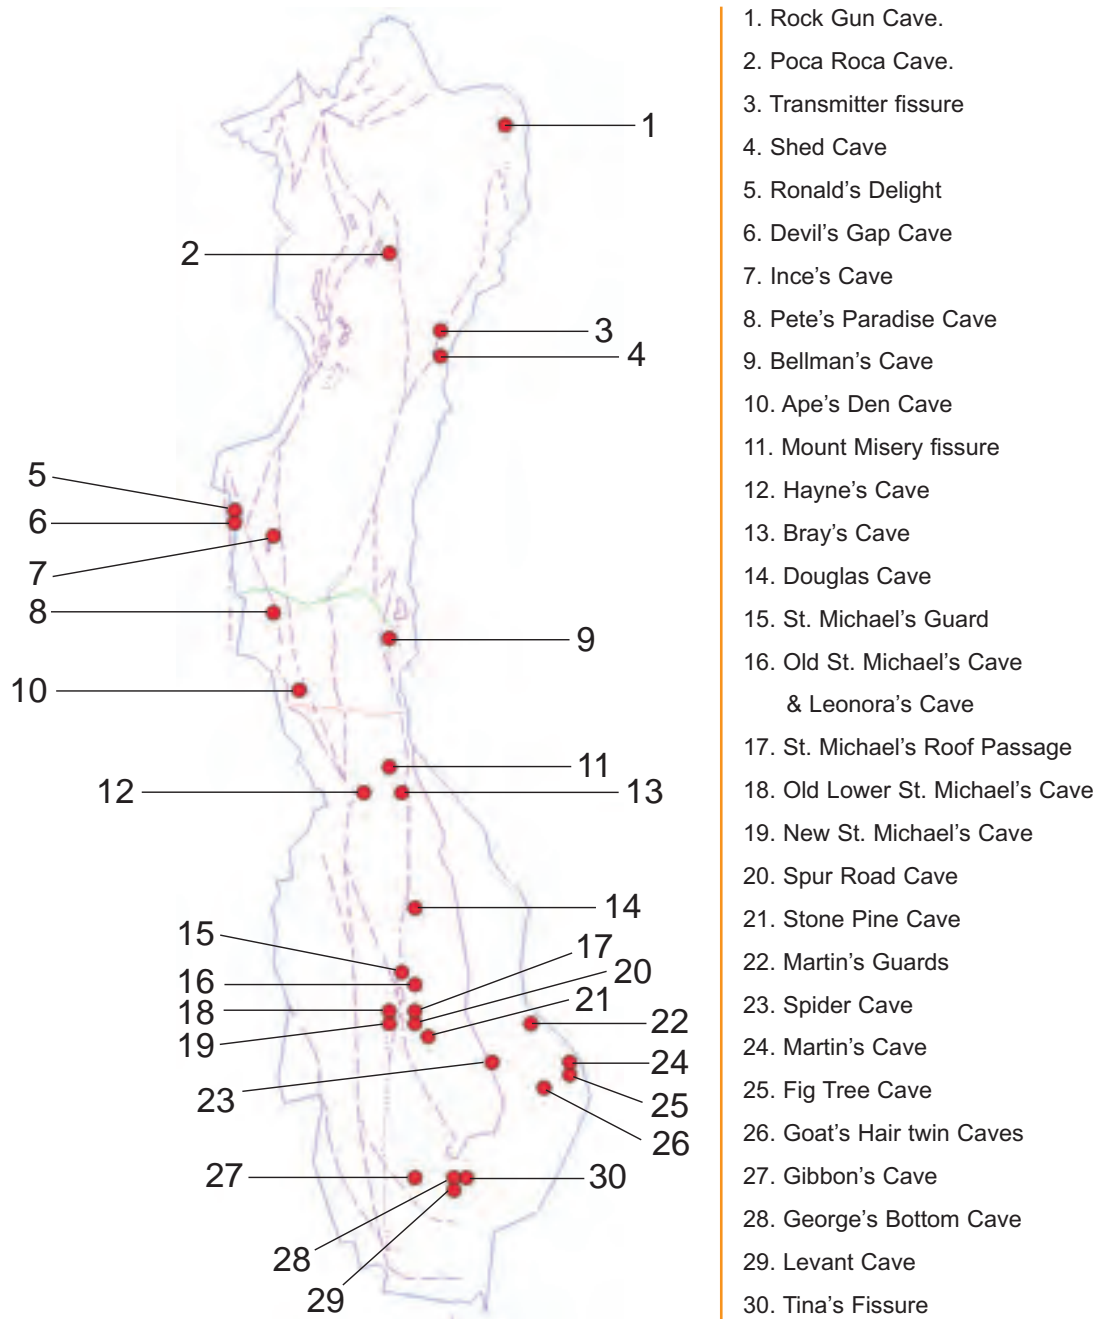 1
2
3
4
5
6
7
8
9
10
11
12
13
14
15
16
17
18
19
20
21
22
23
24
25
26
27
28
29
30
1. Rock Gun Cave.
2. Poca Roca Cave.
3. Transmitter fissure
4. Shed Cave
5. Ronald’s Delight
6. Devil’s Gap Cave
7. Ince’s Cave
8. Pete’s Paradise Cave
9. Bellman’s Cave
10. Ape’s Den Cave
11. Mount Misery fissure
12. Hayne’s Cave
13. Bray’s Cave
14. Douglas Cave
15. St. Michael’s Guard
16. Old St. Michael’s Cave
& Leonora’s Cave
17. St. Michael’s Roof Passage
18. Old Lower St. Michael’s Cave
19. New St. Michael’s Cave
20. Spur Road Cave
21. Stone Pine Cave
22. Martin’s Guards
23. Spider Cave
24. Martin’s Cave
25. Fig Tree Cave
26. Goat’s Hair twin Caves
27. Gibbon’s Cave
28. George’s Bottom Cave
29. Levant Cave
30. Tina’s Fissure